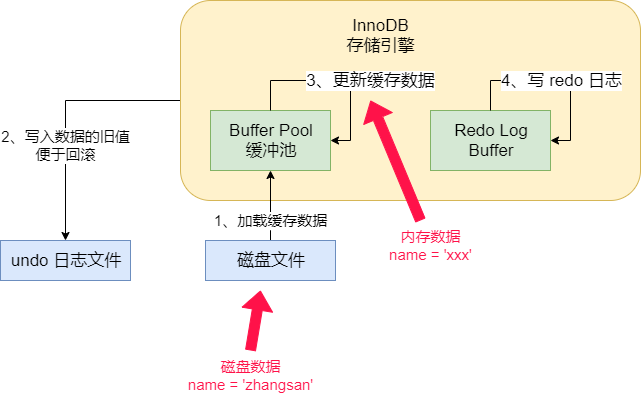 InnoDB
存储引擎
3、更新缓存数据
4、写 redo 日志
Buffer Pool
缓冲池
Redo Log
Buffer
2、写入数据的旧值
便于回滚
1、加载缓存数据
内存数据
name = 'xxx'
undo 日志文件
磁盘文件
磁盘数据
name = 'zhangsan'